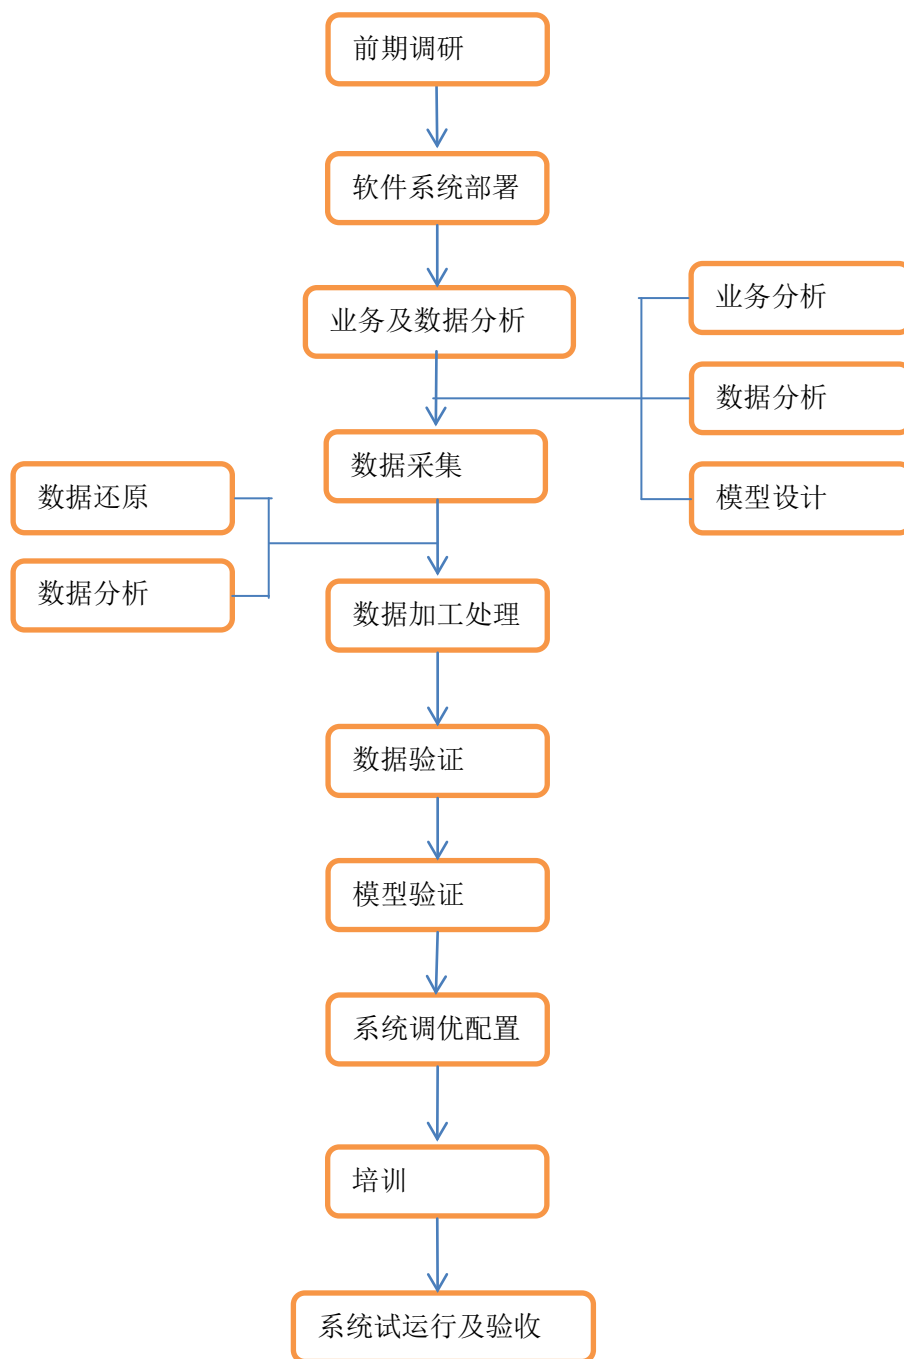 前期调研
软件系统部署
业务及数据分析
业务分析
数据分析
模型设计
数据采集
数据还原
数据分析
数据加工处理
数据验证
模型验证
系统调优配置
培训
系统试运行及验收